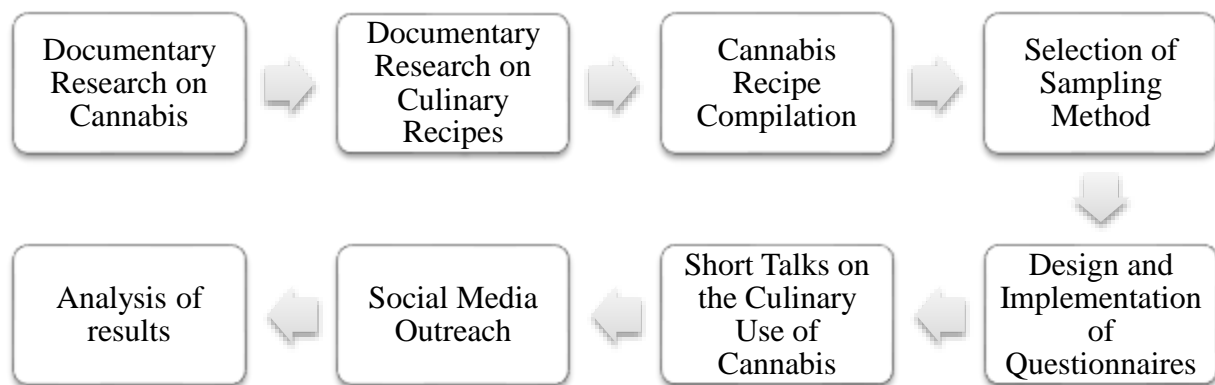 Documentary
Research on
Cannabis
Documentary
Research on
Culinary
Recipes
Cannabis
Recipe
Compilation
Selection of
Sampling
Method
Design and
Implementation
of
Questionnaires
Short Talks on
the Culinary
Use of
Cannabis
Social Media
Outreach
Analysis of
results